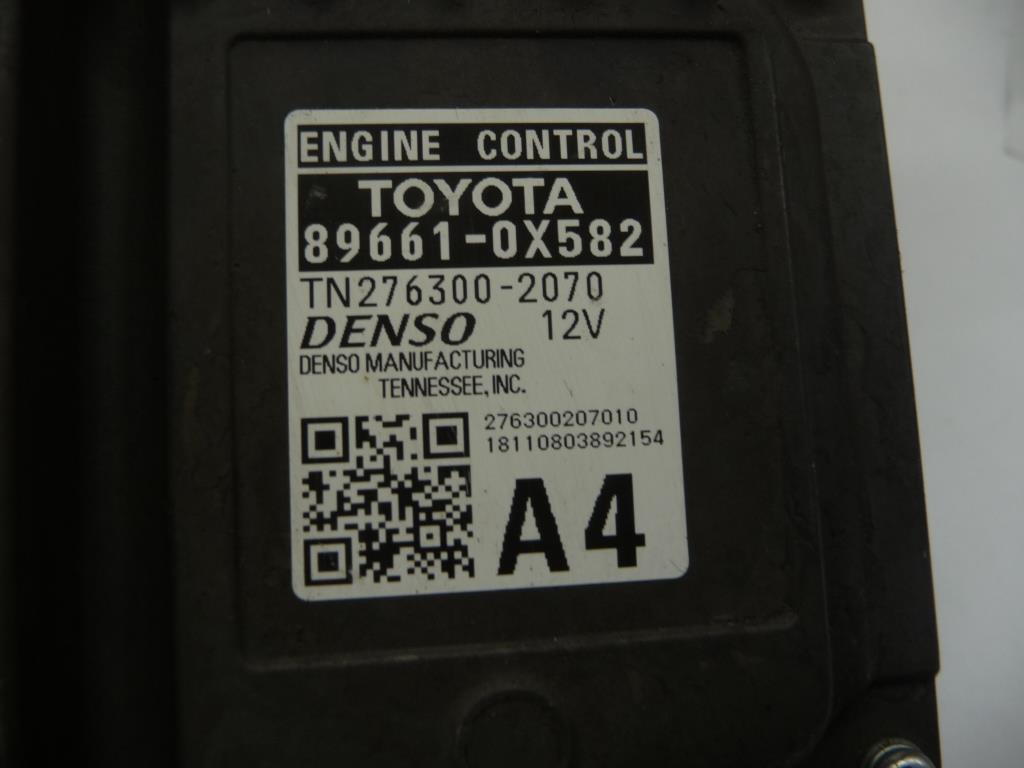 ENGINE CONTROL
TOYOTA
89661-0X582
TN276300-2070
DENSO 12V
DENSO MANUFACTURING
TENNESSEE, INC.
276300207010
18110803892154
A4